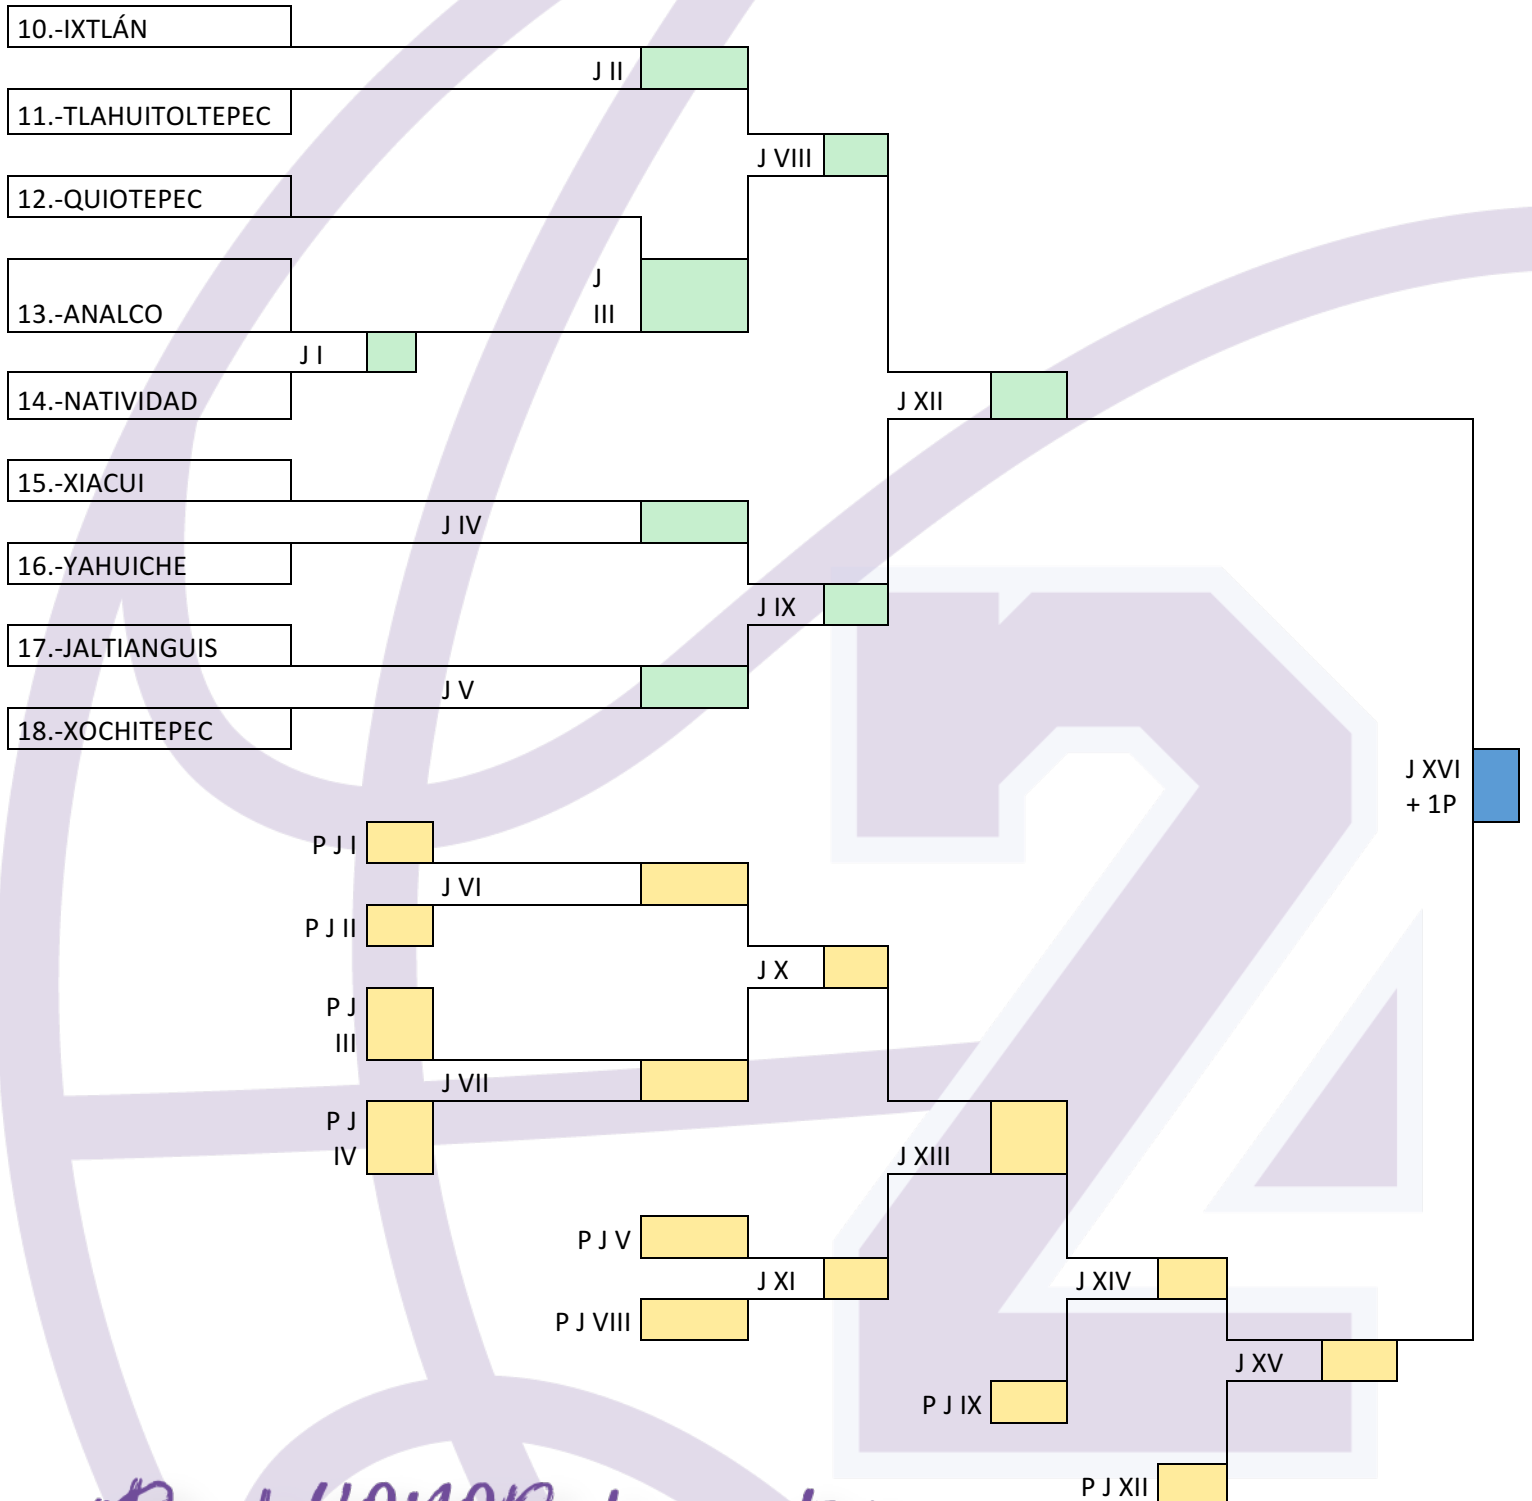 10.-IXTLÁN
J II
11.-TLAHUITOLTEPEC
J VIII
12.-QUIOTEPEC
J
III
13.-ANALCO
J I
14.-NATIVIDAD
J XII
15.-XIACUI
J IV
16.-YAHUICHE
J IX
17.-JALTIANGUIS
J V
18.-XOCHITEPEC
J XVI
+ 1P
P J I
J VI
P J II
J X
P J
III
J VII
P J
IV
J XIII
P J V
J XI
J XIV
P J VIII
J XV
P J IX
P J XII